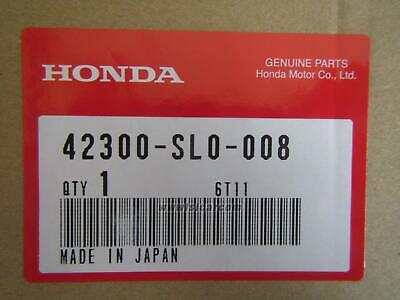 HONDA
GENUINE PARTS
Honda Motor Co., Ltd.
42300-SL0-008
QTY 1
6T11
MADE IN JAPAN